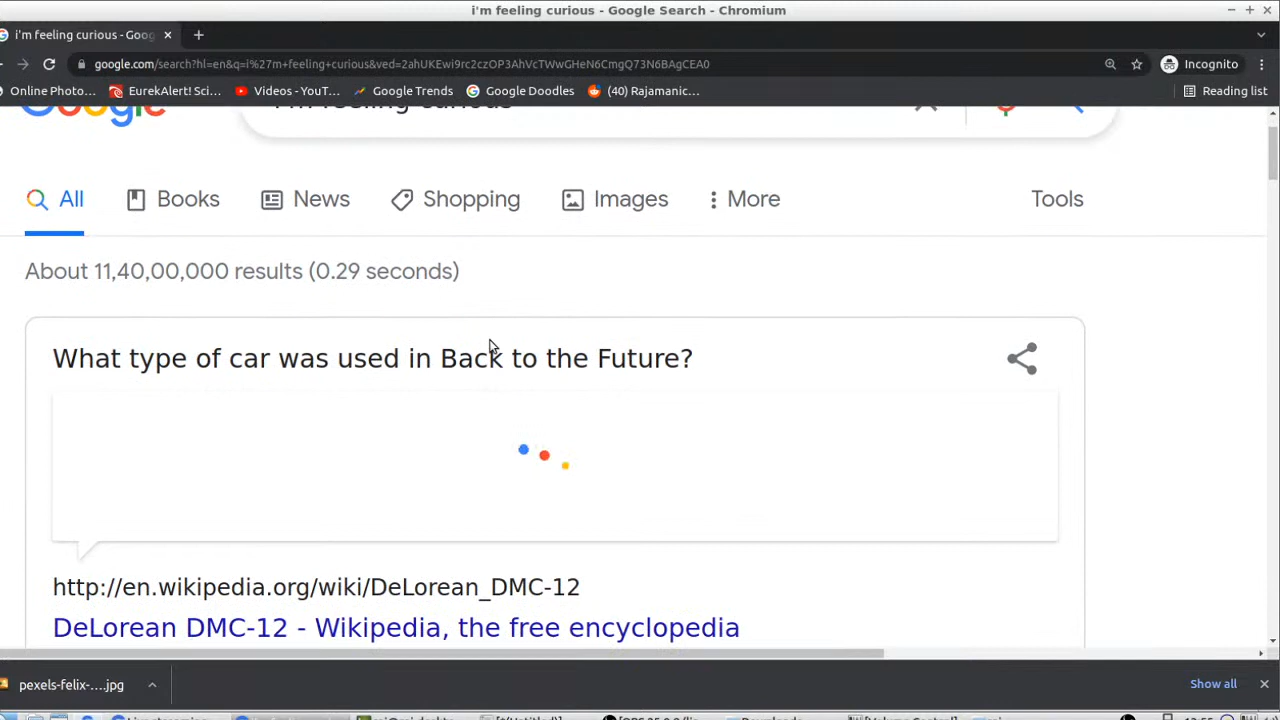 i'm feeling curious - Google Search - Chromium
i'm feeling curious - Goog
google.com/search?hl=en&q=i%27m+feeling+curious&ved=2ahUKEwi9rc2czOP3AhVcTWwGHeN6CmgQ73N6BAgCEA0
Incognito
Online Photo... EurekAlert! Sci... Videos - YouT... Google Trends Google Doodles (40) Rajamanic... Reading list
Google i'm feeling curious
All Books News Shopping Images More Tools
About 11,40,00,000 results (0.29 seconds)
What type of car was used in Back to the Future?
http://en.wikipedia.org/wiki/DeLorean_DMC-12
DeLorean DMC-12 - Wikipedia, the free encyclopedia
pexels-felix-....jpg Show all